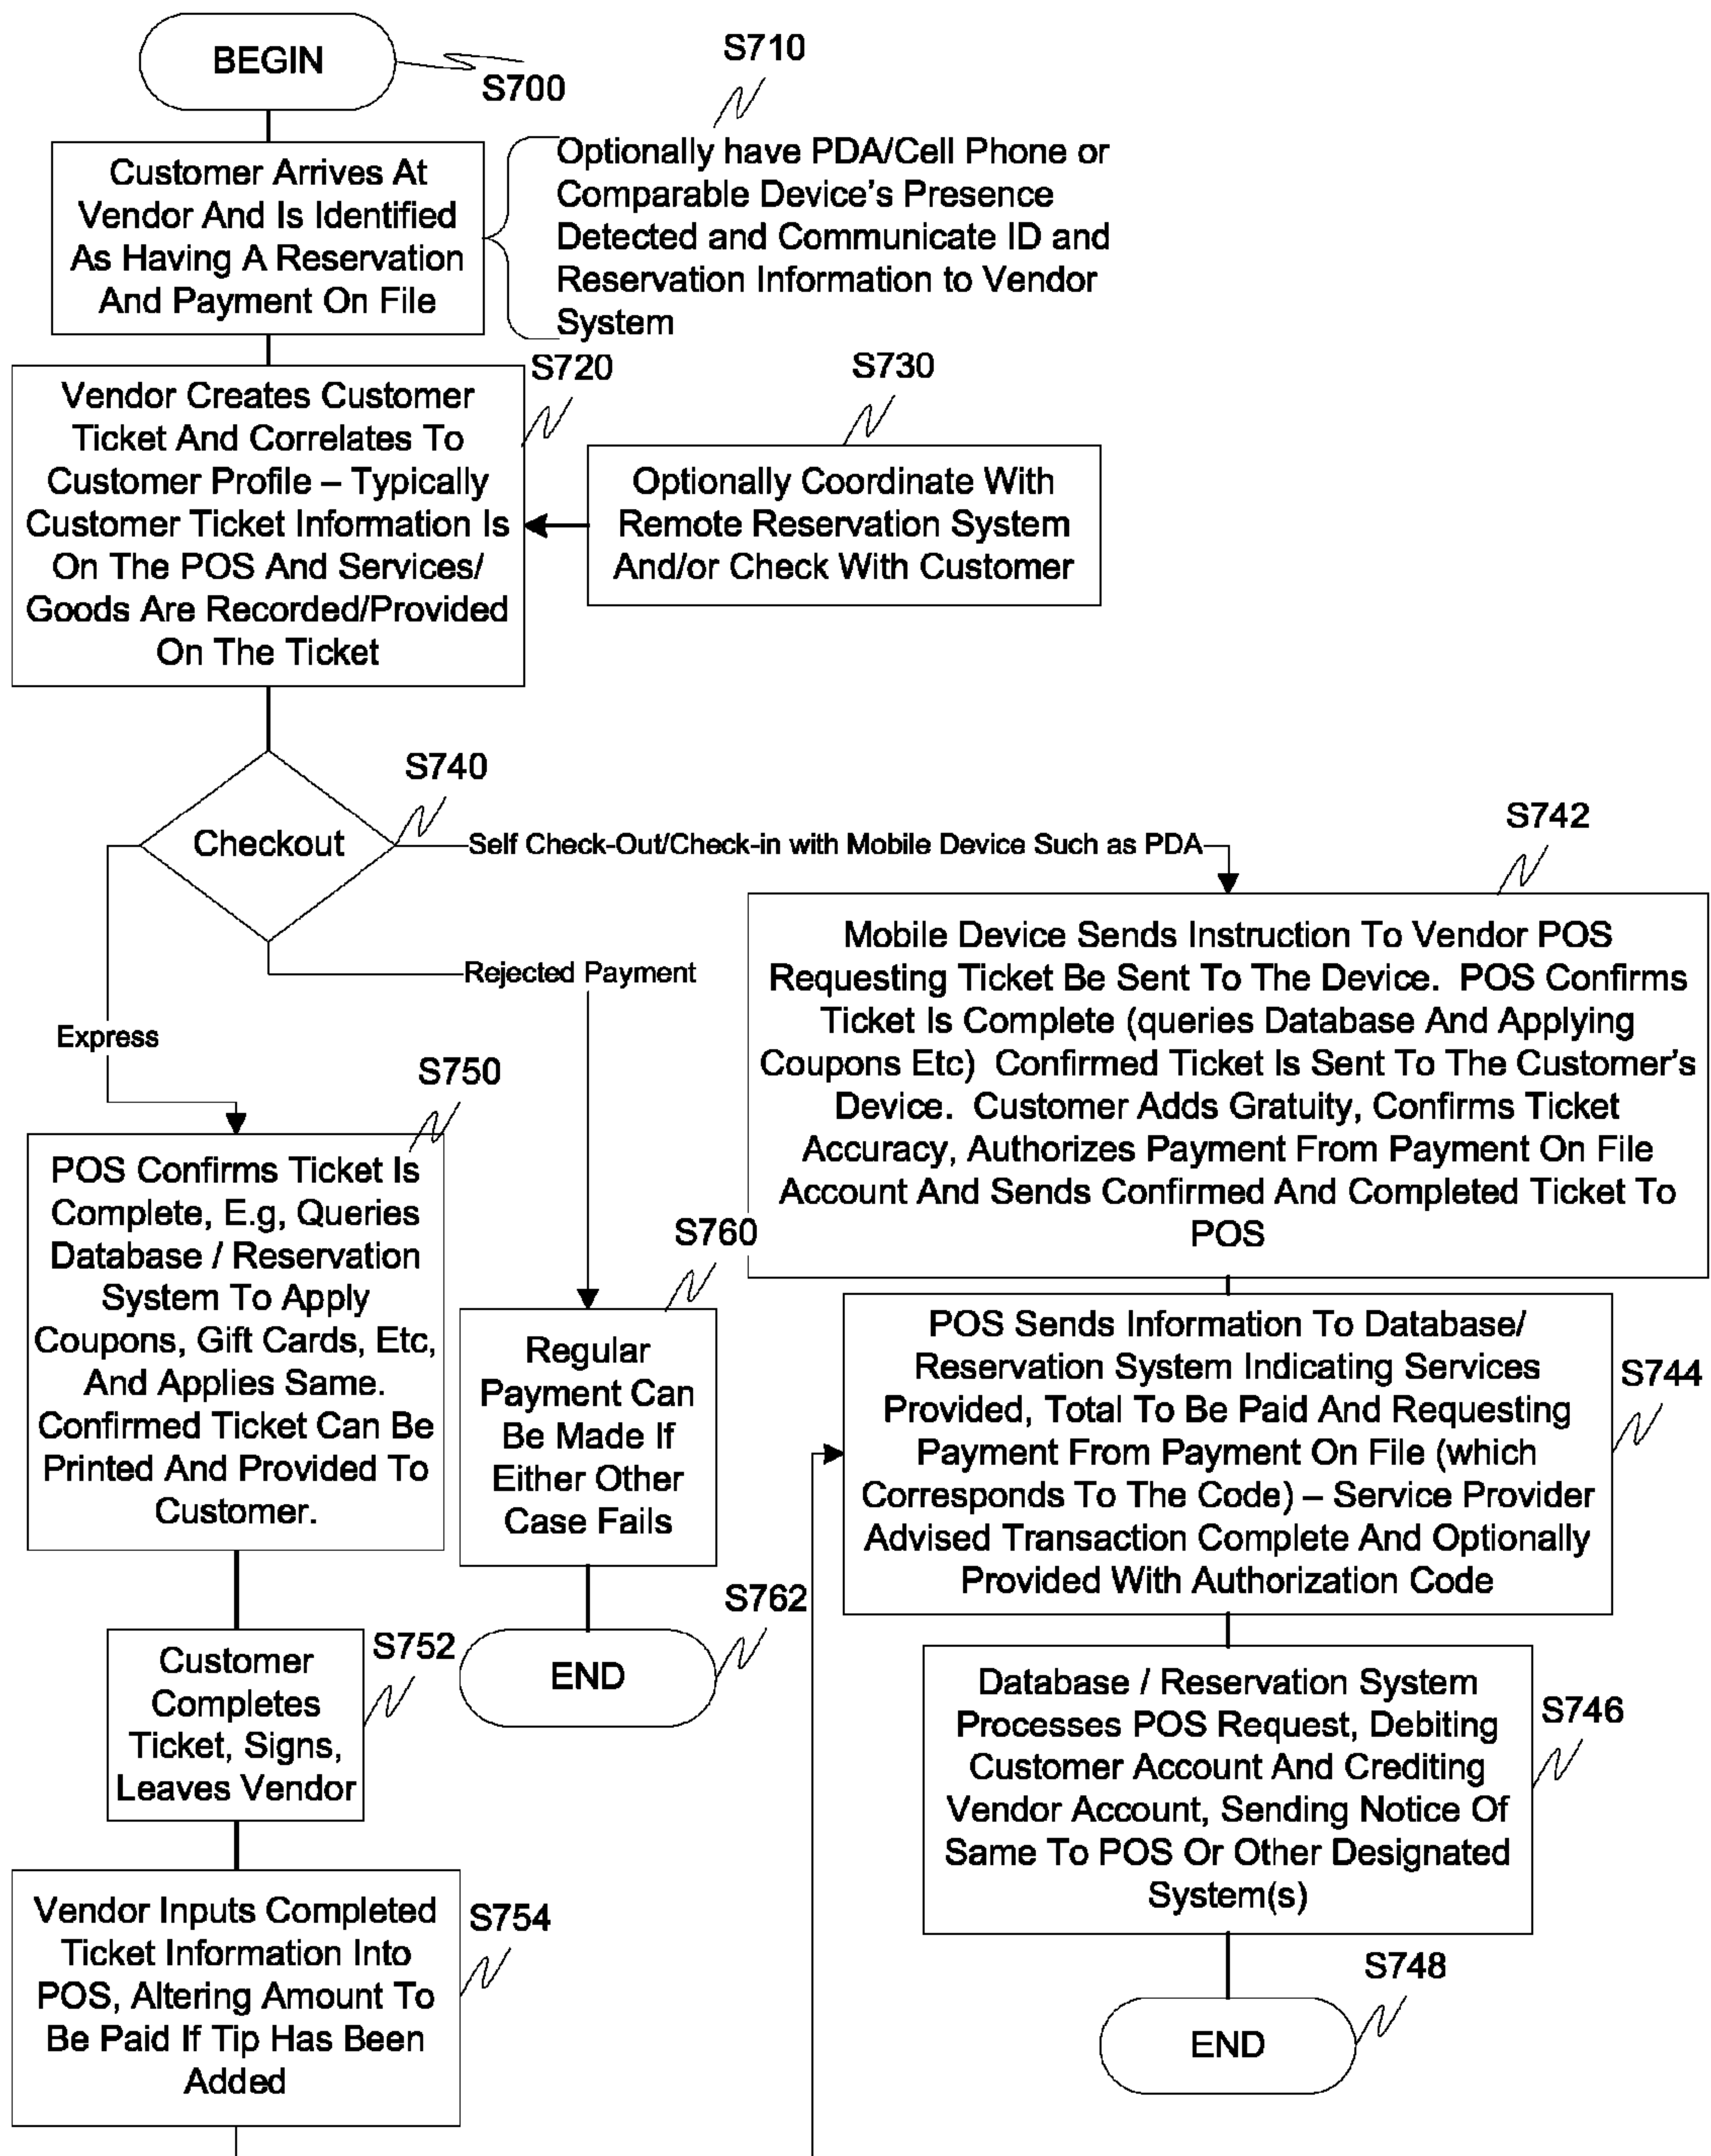 BEGIN
S700
S710
Customer Arrives At
Vendor And Is Identified
As Having A Reservation
And Payment On File
Optionally have PDA/Cell Phone or
Comparable Device's Presence
Detected and Communicate ID and
Reservation Information to Vendor
System
S720
Vendor Creates Customer
Ticket And Correlates To
Customer Profile – Typically
Customer Ticket Information Is
On The POS And Services/
Goods Are Recorded/Provided
On The Ticket
S730
Optionally Coordinate With
Remote Reservation System
And/or Check With Customer
S740
Checkout
Self Check-Out/Check-in with Mobile Device Such as PDA
Rejected Payment
Express
S742
Mobile Device Sends Instruction To Vendor POS
Requesting Ticket Be Sent To The Device. POS Confirms
Ticket Is Complete (queries Database And Applying
Coupons Etc) Confirmed Ticket Is Sent To The Customer's
Device. Customer Adds Gratuity, Confirms Ticket
Accuracy, Authorizes Payment From Payment On File
Account And Sends Confirmed And Completed Ticket To
POS
S750
POS Confirms Ticket Is
Complete, E.g, Queries
Database / Reservation
System To Apply
Coupons, Gift Cards, Etc,
And Applies Same.
Confirmed Ticket Can Be
Printed And Provided To
Customer.
S760
Regular
Payment Can
Be Made If
Either Other
Case Fails
S762
END
S744
POS Sends Information To Database/
Reservation System Indicating Services
Provided, Total To Be Paid And Requesting
Payment From Payment On File (which
Corresponds To The Code) – Service Provider
Advised Transaction Complete And Optionally
Provided With Authorization Code
S752
Customer
Completes
Ticket, Signs,
Leaves Vendor
S746
Database / Reservation System
Processes POS Request, Debiting
Customer Account And Crediting
Vendor Account, Sending Notice Of
Same To POS Or Other Designated
System(s)
S754
Vendor Inputs Completed
Ticket Information Into
POS, Altering Amount To
Be Paid If Tip Has Been
Added
S748
END